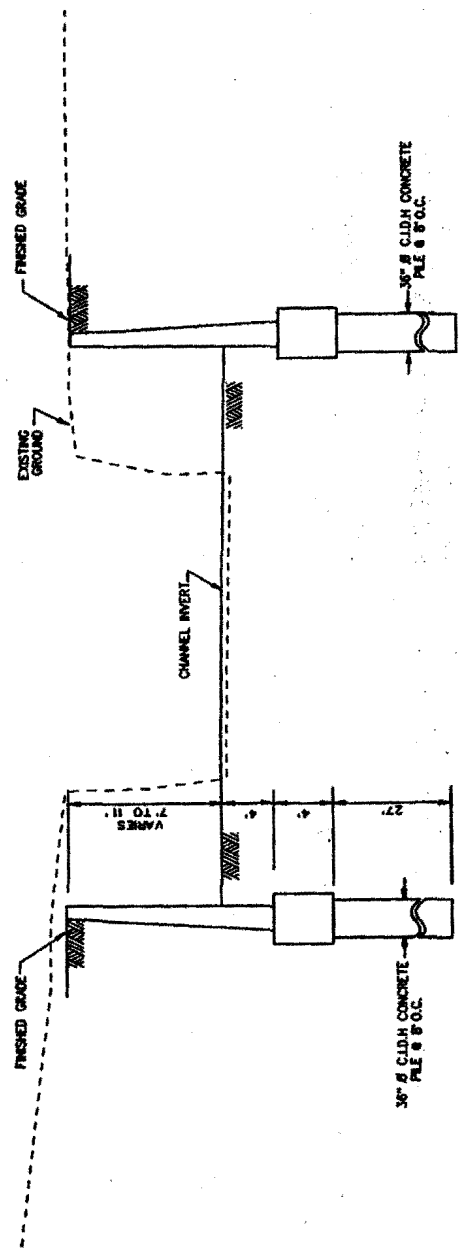 FINISHED GRADE
EXISTING
GROUND
FINISHED GRADE
CHANNEL INVERT
VARIES
7' TO 11'
4'
4'
27'
36" Ø C.I.D.H CONCRETE
PILE @ 8' O.C.
36" Ø C.I.D.H CONCRETE
PILE @ 8' O.C.